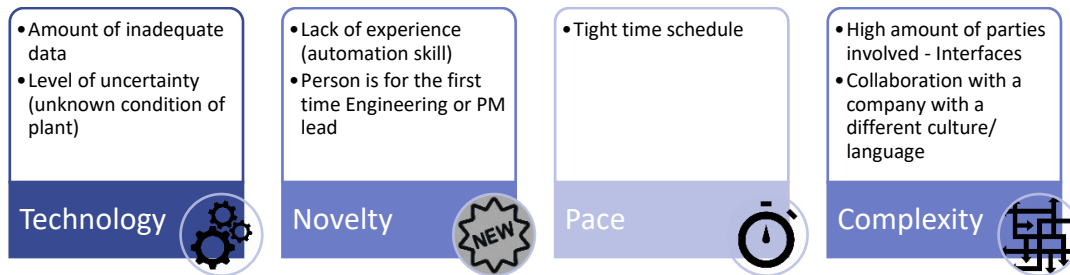 •Amount of inadequate
data
•Level of uncertainty
(unknown condition of
plant)
Technology
•Lack of experience
(automation skill)
•Person is for the first
time Engineering or PM
lead
Novelty
NEW
•Tight time schedule
Pace
•High amount of parties
involved - Interfaces
•Collaboration with a
company with a
different culture/
language
Complexity